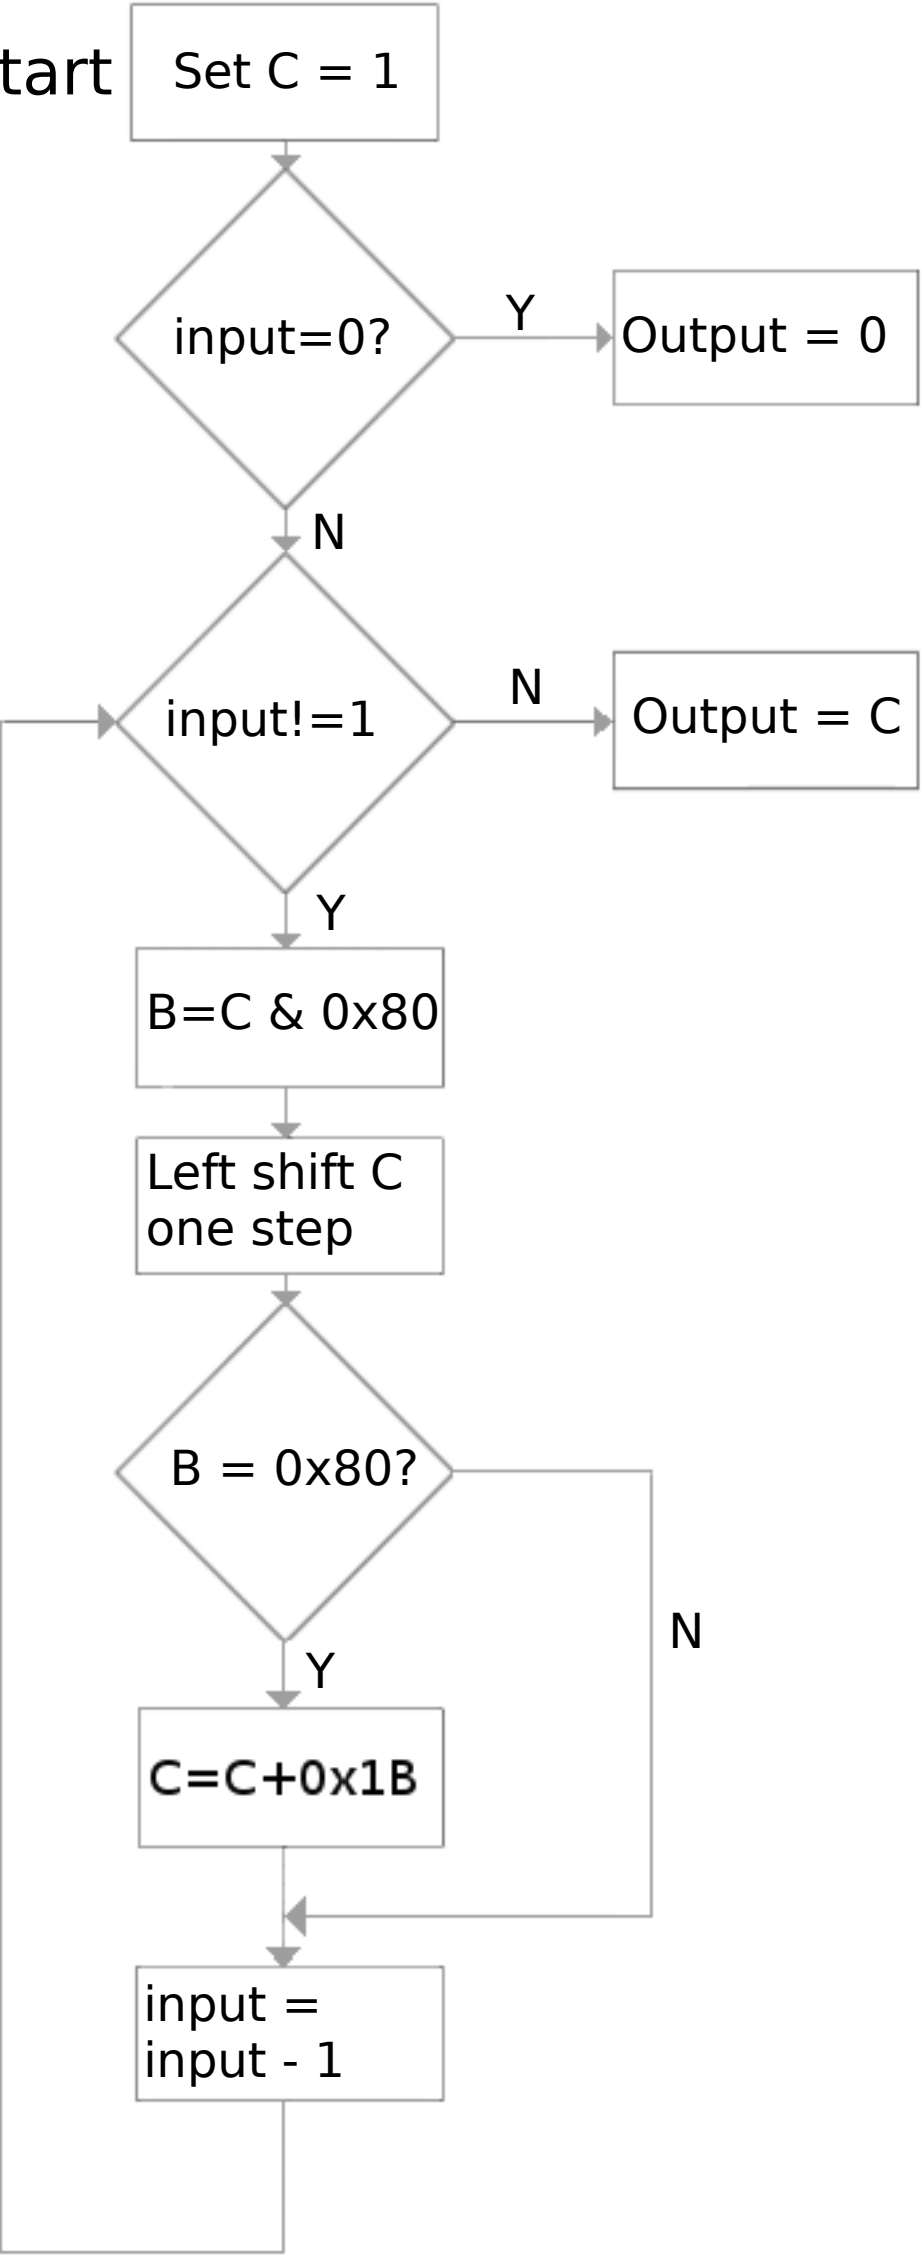 tart
Set C = 1
input=0?
Y
Output = 0
N
input!=1
N
Output = C
Y
B=C & 0x80
Left shift C
one step
B = 0x80?
N
Y
C=C+0x1B
input =
input - 1